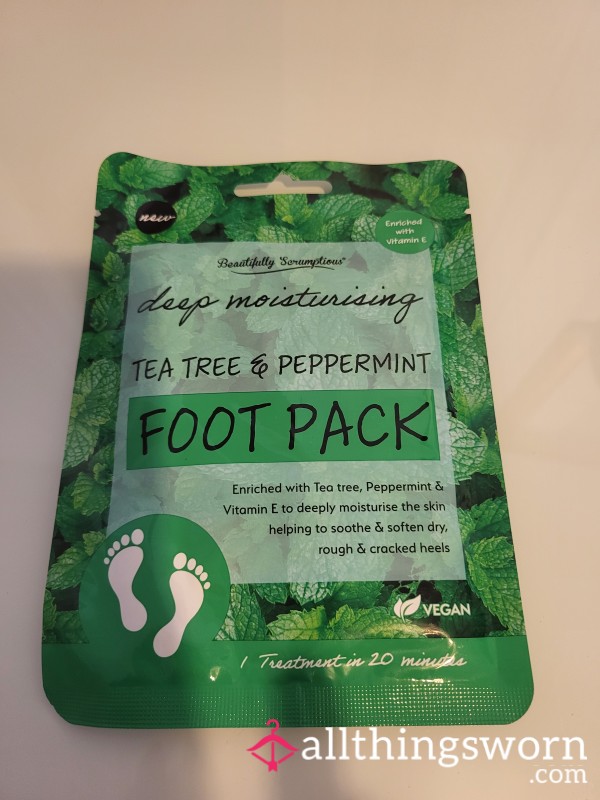 new
Enriched
with
Vitamin E
Beautifully Scrumptious®
deep moisturising
TEA TREE & PEPPERMINT
FOOT PACK
Enriched with Tea tree, Peppermint &
Vitamin E to deeply moisturise the skin
helping to soothe & soften dry,
rough & cracked heels
VEGAN
1 Treatment in 20 minutes
allthingsworn
.com